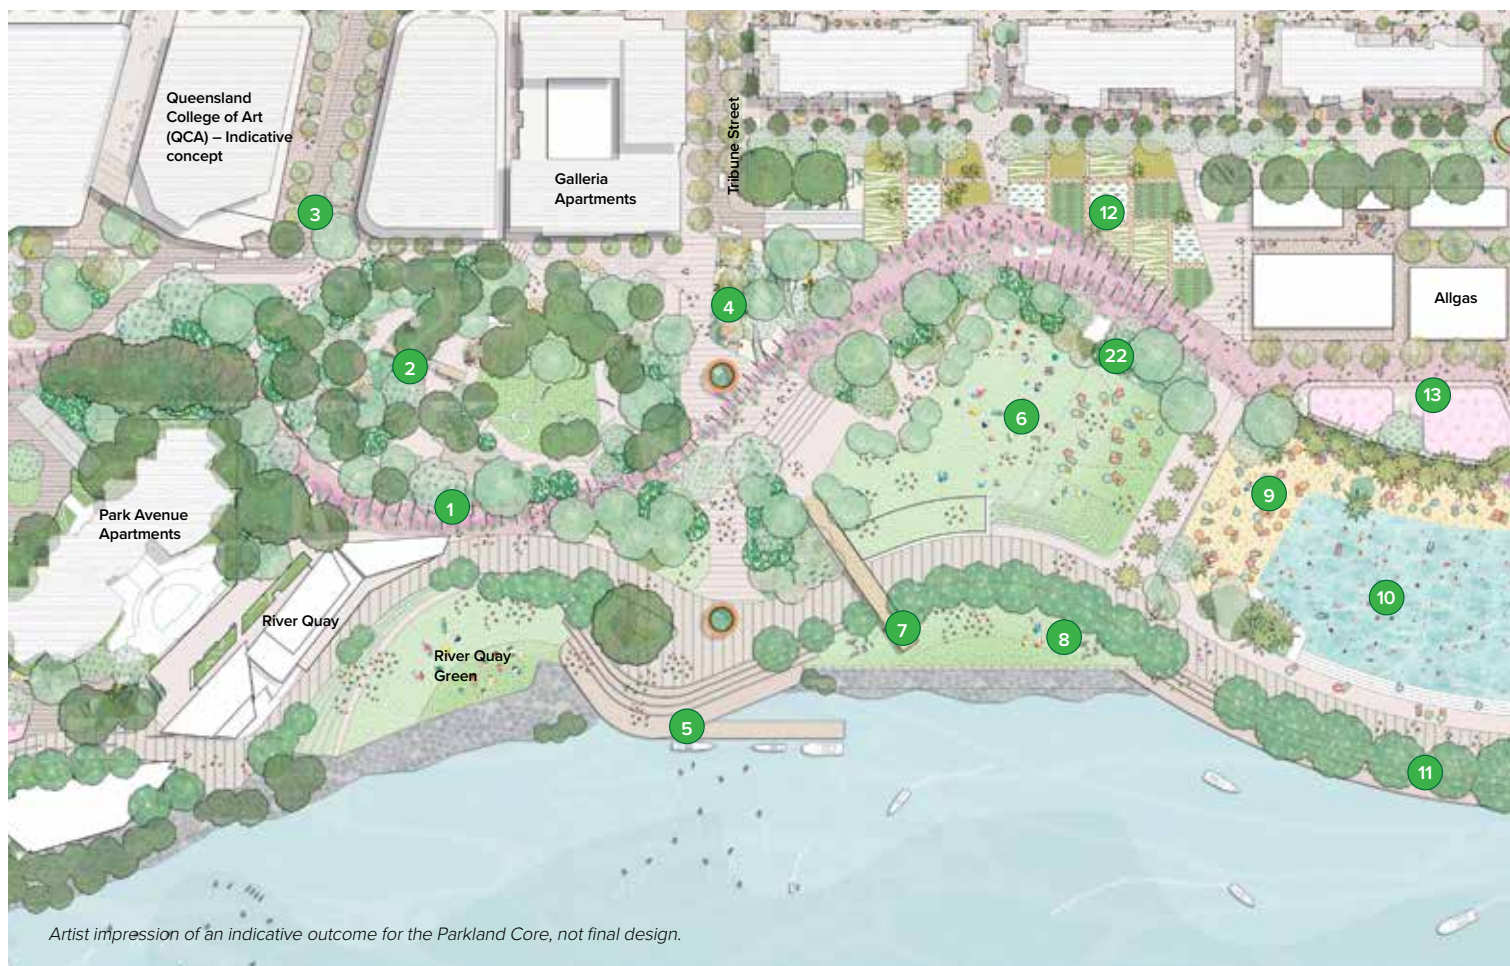 Queensland
College of Art
(QCA) – Indicative
concept
Tribune Street
Galleria
Apartments
3
12
4
Allgas
2
22
13
6
1
9
Park Avenue
Apartments
10
River Quay
7
8
River Quay
Green
5
11
Artist impression of an indicative outcome for the Parkland Core, not final design.